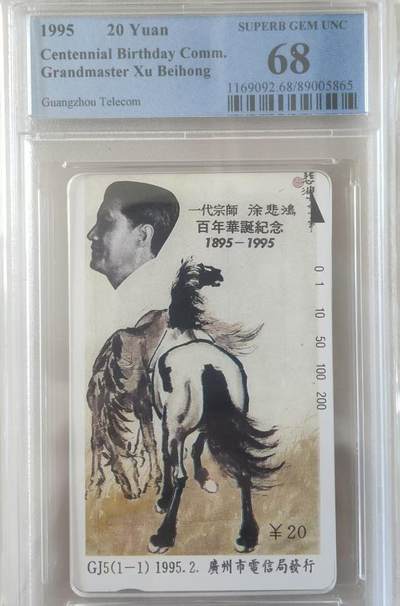 1995 20 Yuan
Centennial Birthday Comm.
Grandmaster Xu Beihong
Guangzhou Telecom
SUPERB GEM UNC
68
1169092.68/89005865
悲鴻
一代宗師 徐悲鴻
百年華誕紀念
1895-1995
0 1 10 50 100 200
¥20
GJ5(1-1) 1995.2. 廣州市電信局發行